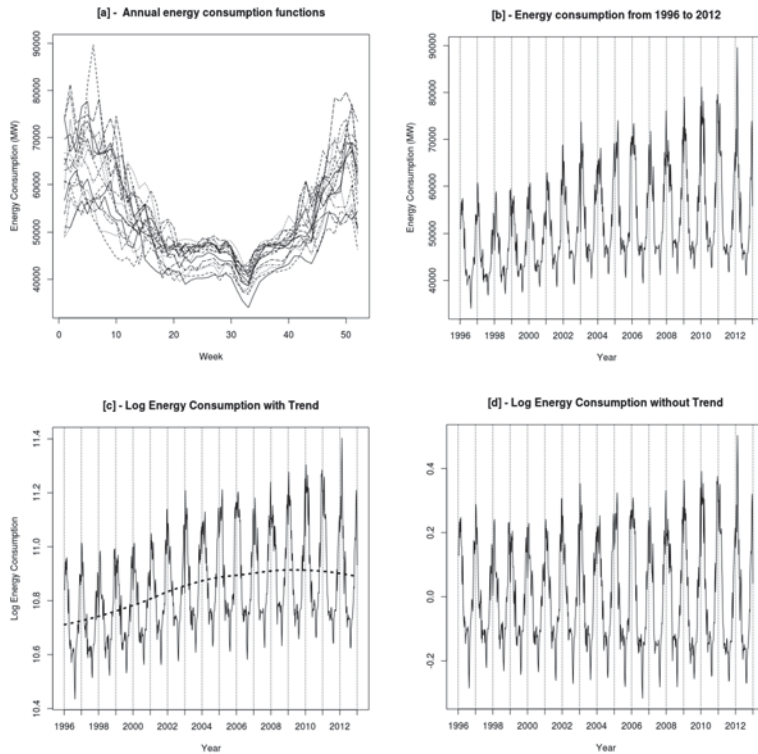 [a] - Annual energy consumption functions
Energy Consumption (MW)
90000
80000
70000
60000
50000
40000
0 10 20 30 40 50
Week
[b] - Energy consumption from 1996 to 2012
Energy Consumption (MW)
90000
80000
70000
60000
50000
40000
1996 1998 2000 2002 2004 2006 2008 2010 2012
Year
[c] - Log Energy Consumption with Trend
Log Energy Consumption
11.4
11.2
11.0
10.8
10.6
10.4
1996 1998 2000 2002 2004 2006 2008 2010 2012
Year
[d] - Log Energy Consumption without Trend
0.4
0.2
0.0
-0.2
1996 1998 2000 2002 2004 2006 2008 2010 2012
Year